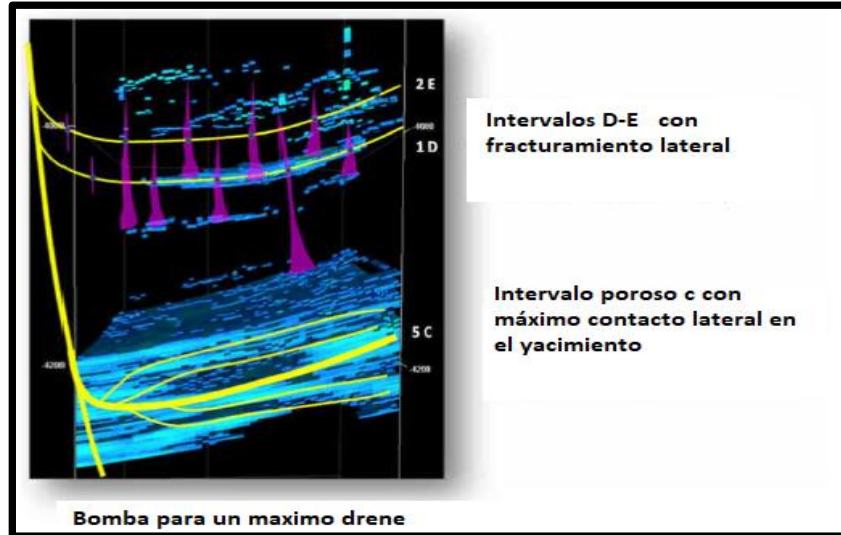 2 E
-4000
-4000
1 D
Intervalos D-E con
fracturamiento lateral
Intervalo poroso c con
máximo contacto lateral en
el yacimiento
5 C
-4200
-4200
Bomba para un maximo drene